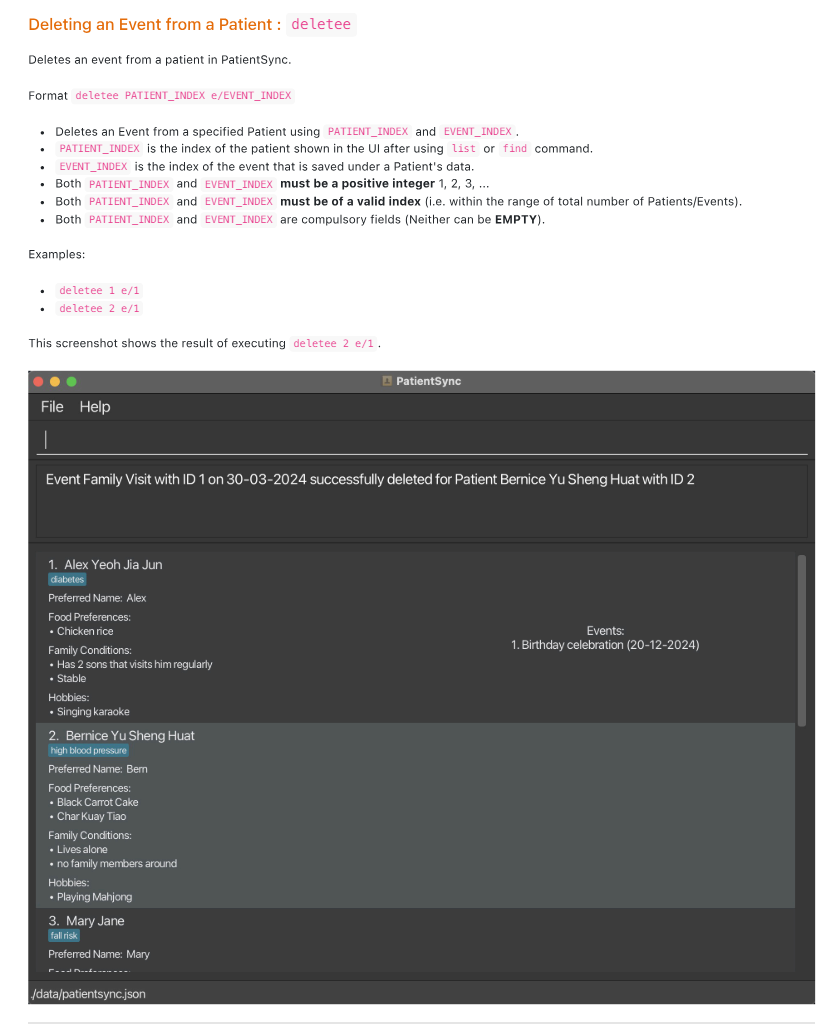 Deleting an Event from a Patient : deletee
Deletes an event from a patient in PatientSync.
Format deletee PATIENT_INDEX e/EVENT_INDEX
• Deletes an Event from a specified Patient using PATIENT_INDEX and EVENT_INDEX .
• PATIENT_INDEX is the index of the patient shown in the UI after using list or find command.
• EVENT_INDEX is the index of the event that is saved under a Patient's data.
• Both PATIENT_INDEX and EVENT_INDEX must be a positive integer 1, 2, 3, ...
• Both PATIENT_INDEX and EVENT_INDEX must be of a valid index (i.e. within the range of total number of Patients/Events).
• Both PATIENT_INDEX and EVENT_INDEX are compulsory fields (Neither can be EMPTY).
Examples:
• deletee 1 e/1
• deletee 2 e/1
This screenshot shows the result of executing deletee 2 e/1 .
PatientSync
File Help
Event Family Visit with ID 1 on 30-03-2024 successfully deleted for Patient Bernice Yu Sheng Huat with ID 2
1. Alex Yeoh Jia Jun
diabetes
Preferred Name: Alex
Food Preferences:
• Chicken rice
Family Conditions:
• Has 2 sons that visits him regularly
• Stable
Hobbies:
• Singing karaoke
Events:
1. Birthday celebration (20-12-2024)
2. Bernice Yu Sheng Huat
high blood pressure
Preferred Name: Bern
Food Preferences:
• Black Carrot Cake
• Char Kuay Tiao
Family Conditions:
• Lives alone
• no family members around
Hobbies:
• Playing Mahjong
3. Mary Jane
fall risk
Preferred Name: Mary
Food Preferences:
./data/patientsync.json